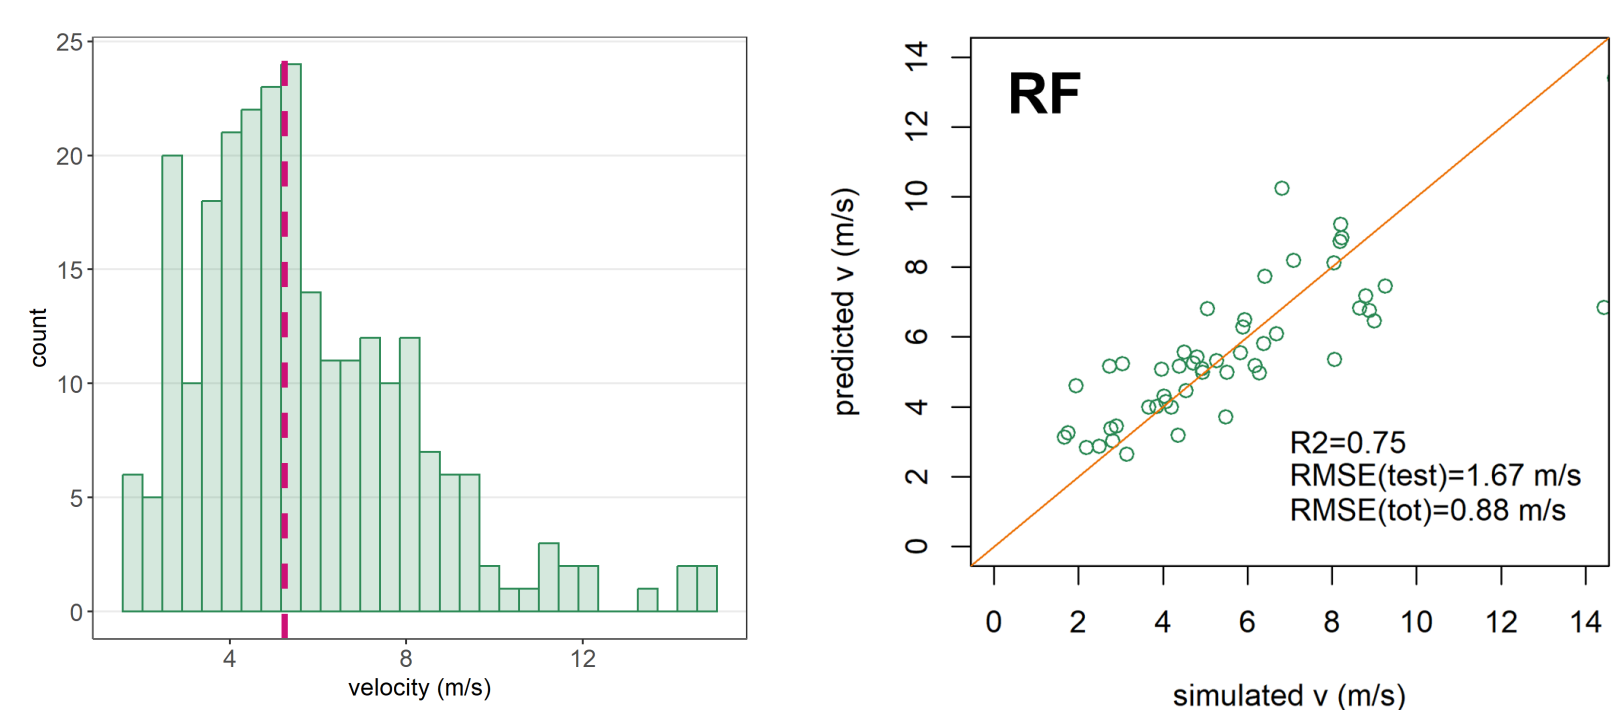 25
20
15
10
5
0
count
4 8 12
velocity (m/s)
RF
14
12
10
8
6
4
2
0
predicted v (m/s)
R2=0.75
RMSE(test)=1.67 m/s
RMSE(tot)=0.88 m/s
0 2 4 6 8 10 12 14
simulated v (m/s)